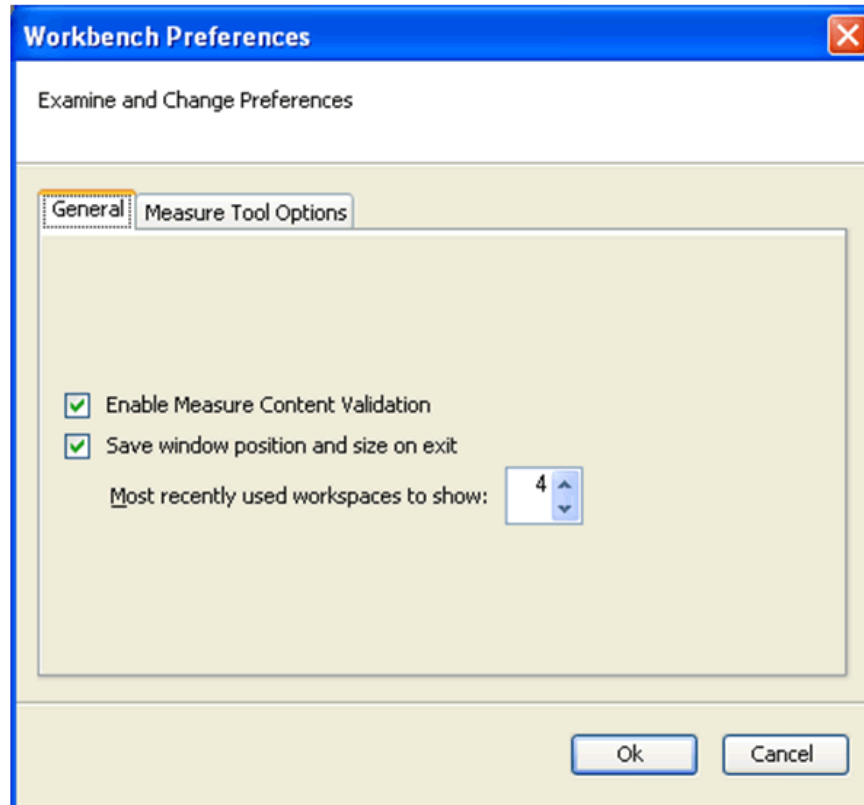 Workbench Preferences
Examine and Change Preferences
General
Measure Tool Options
Enable Measure Content Validation
Save window position and size on exit
Most recently used workspaces to show: 4
Ok
Cancel